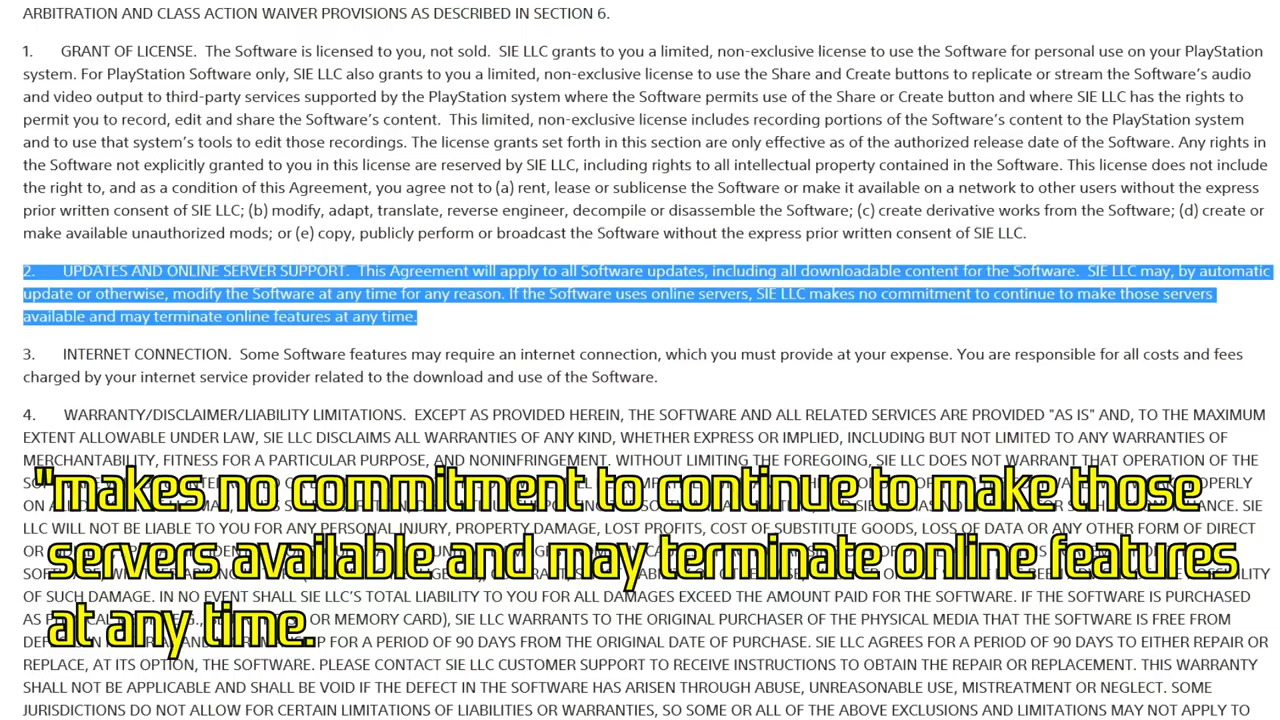 ARBITRATION AND CLASS ACTION WAIVER PROVISIONS AS DESCRIBED IN SECTION 6.
1. GRANT OF LICENSE. The Software is licensed to you, not sold. SIE LLC grants to you a limited, non-exclusive license to use the Software for personal use on your PlayStation
system. For PlayStation Software only, SIE LLC also grants to you a limited, non-exclusive license to use the Share and Create buttons to replicate or stream the Software's audio
and video output to third-party services supported by the PlayStation system where the Software permits use of the Share or Create button and where SIE LLC has the rights to
permit you to record, edit and share the Software's content. This limited, non-exclusive license includes recording portions of the Software's content to the PlayStation system
and to use that system's tools to edit those recordings. The license grants set forth in this section are only effective as of the authorized release date of the Software. Any rights in
the Software not explicitly granted to you in this license are reserved by SIE LLC, including rights to all intellectual property contained in the Software. This license does not include
the right to, and as a condition of this Agreement, you agree not to (a) rent, lease or sublicense the Software or make it available on a network to other users without the express
prior written consent of SIE LLC; (b) modify, adapt, translate, reverse engineer, decompile or disassemble the Software; (c) create derivative works from the Software; (d) create or
make available unauthorized mods; or (e) copy, publicly perform or broadcast the Software without the express prior written consent of SIE LLC.
2. UPDATES AND ONLINE SERVER SUPPORT. This Agreement will apply to all Software updates, including all downloadable content for the Software. SIE LLC may, by automatic
update or otherwise, modify the Software at any time for any reason. If the Software uses online servers, SIE LLC makes no commitment to continue to make those servers
available and may terminate online features at any time.
3. INTERNET CONNECTION. Some Software features may require an internet connection, which you must provide at your expense. You are responsible for all costs and fees
charged by your internet service provider related to the download and use of the Software.
4. WARRANTY/DISCLAIMER/LIABILITY LIMITATIONS. EXCEPT AS PROVIDED HEREIN, THE SOFTWARE AND ALL RELATED SERVICES ARE PROVIDED "AS IS" AND, TO THE MAXIMUM
EXTENT ALLOWABLE UNDER LAW, SIE LLC DISCLAIMS ALL WARRANTIES OF ANY KIND, WHETHER EXPRESS OR IMPLIED, INCLUDING BUT NOT LIMITED TO ANY WARRANTIES OF
MERCHANTABILITY, FITNESS FOR A PARTICULAR PURPOSE, AND NONINFRINGEMENT. WITHOUT LIMITING THE FOREGOING, SIE LLC DOES NOT WARRANT THAT OPERATION OF THE
"makes no commitment to continue to make those
servers available and may terminate online features
at any time.
LLC WILL NOT BE LIABLE TO YOU FOR ANY PERSONAL INJURY, PROPERTY DAMAGE, LOST PROFITS, COST OF SUBSTITUTE GOODS, LOSS OF DATA OR ANY OTHER FORM OF DIRECT
OF SUCH DAMAGE. IN NO EVENT SHALL SIE LLC'S TOTAL LIABILITY TO YOU FOR ALL DAMAGES EXCEED THE AMOUNT PAID FOR THE SOFTWARE. IF THE SOFTWARE IS PURCHASED
OR MEMORY CARD), SIE LLC WARRANTS TO THE ORIGINAL PURCHASER OF THE PHYSICAL MEDIA THAT THE SOFTWARE IS FREE FROM
FOR A PERIOD OF 90 DAYS FROM THE ORIGINAL DATE OF PURCHASE. SIE LLC AGREES FOR A PERIOD OF 90 DAYS TO EITHER REPAIR OR
REPLACE, AT ITS OPTION, THE SOFTWARE. PLEASE CONTACT SIE LLC CUSTOMER SUPPORT TO RECEIVE INSTRUCTIONS TO OBTAIN THE REPAIR OR REPLACEMENT. THIS WARRANTY
SHALL NOT BE APPLICABLE AND SHALL BE VOID IF THE DEFECT IN THE SOFTWARE HAS ARISEN THROUGH ABUSE, UNREASONABLE USE, MISTREATMENT OR NEGLECT. SOME
JURISDICTIONS DO NOT ALLOW FOR CERTAIN LIMITATIONS OF LIABILITIES OR WARRANTIES, SO SOME OR ALL OF THE ABOVE EXCLUSIONS AND LIMITATIONS MAY NOT APPLY TO